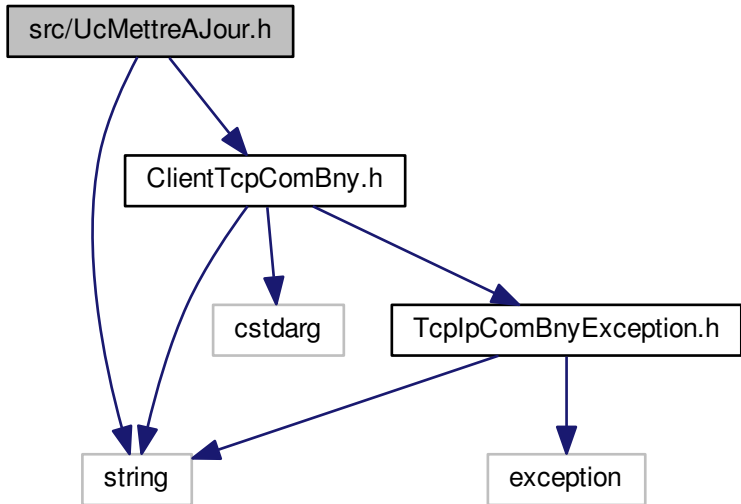 src/UcMettreAJour.h
ClientTcpComBny.h
cstdarg
TcpIpComBnyException.h
string
exception